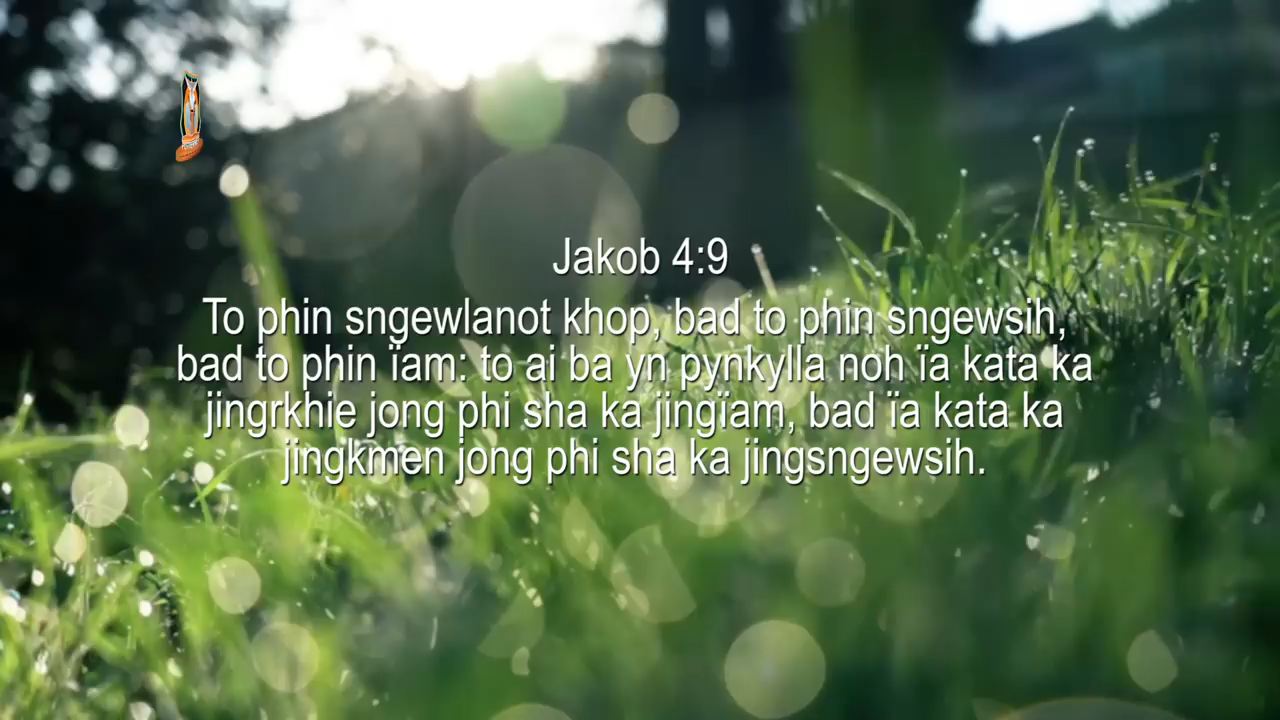 Jakob 4:9
To phin sngewlanot khop, bad to phin sngewsih,
bad to phin ïam: to ai ba yn pynkylla noh ïa kata ka
jingrkhie jong phi sha ka jingïam, bad ïa kata ka
jingkmen jong phi sha ka jingsngewsih.